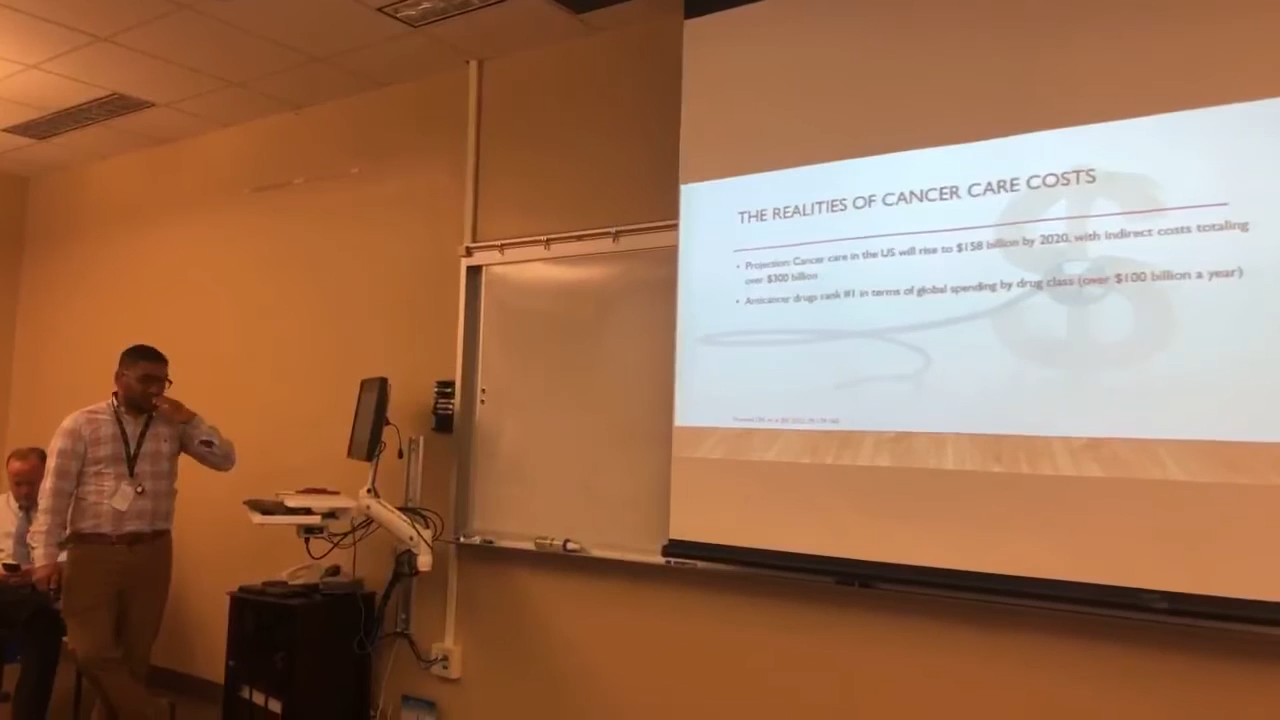 THE REALITIES OF CANCER CARE COSTS
• Projection: Cancer care in the US will rise to $158 billion by 2020, with indirect costs totaling
over $300 billion
• Anticancer drugs rank #1 in terms of global spending by drug class (over $100 billion a year)